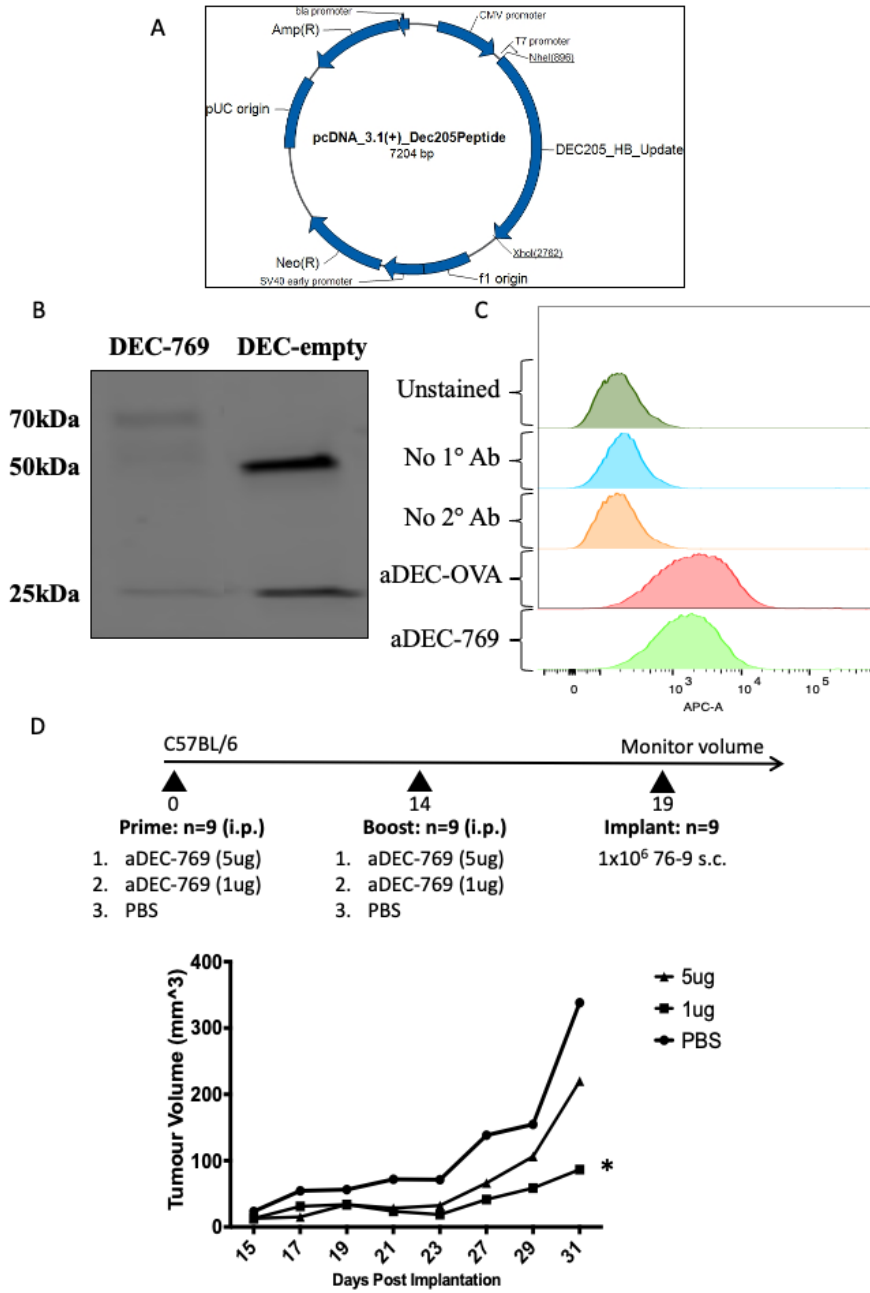 A
bla promoter
Amp(R)
CMV promoter
T7 promoter
NheI(896)
pUC origin
pcDNA_3.1(+)_Dec205Peptide
7204 bp
DEC205_HB_Update
XhoI(2762)
Neo(R)
SV40 early promoter
f1 origin
B
DEC-769 DEC-empty
70kDa
50kDa
25kDa
C
Unstained
No 1° Ab
No 2° Ab
aDEC-OVA
aDEC-769
0 10^3 10^4 10^5
APC-A
D
C57BL/6 Monitor volume
0 14 19
Prime: n=9 (i.p.) Boost: n=9 (i.p.) Implant: n=9
1. aDEC-769 (5ug) 1. aDEC-769 (5ug) 1x10⁶ 76-9 s.c.
2. aDEC-769 (1ug) 2. aDEC-769 (1ug)
3. PBS 3. PBS
Tumour Volume (mm^3)
400
300
200
100
0
5ug
1ug
PBS
*
15 17 19 21 23 27 29 31
Days Post Implantation